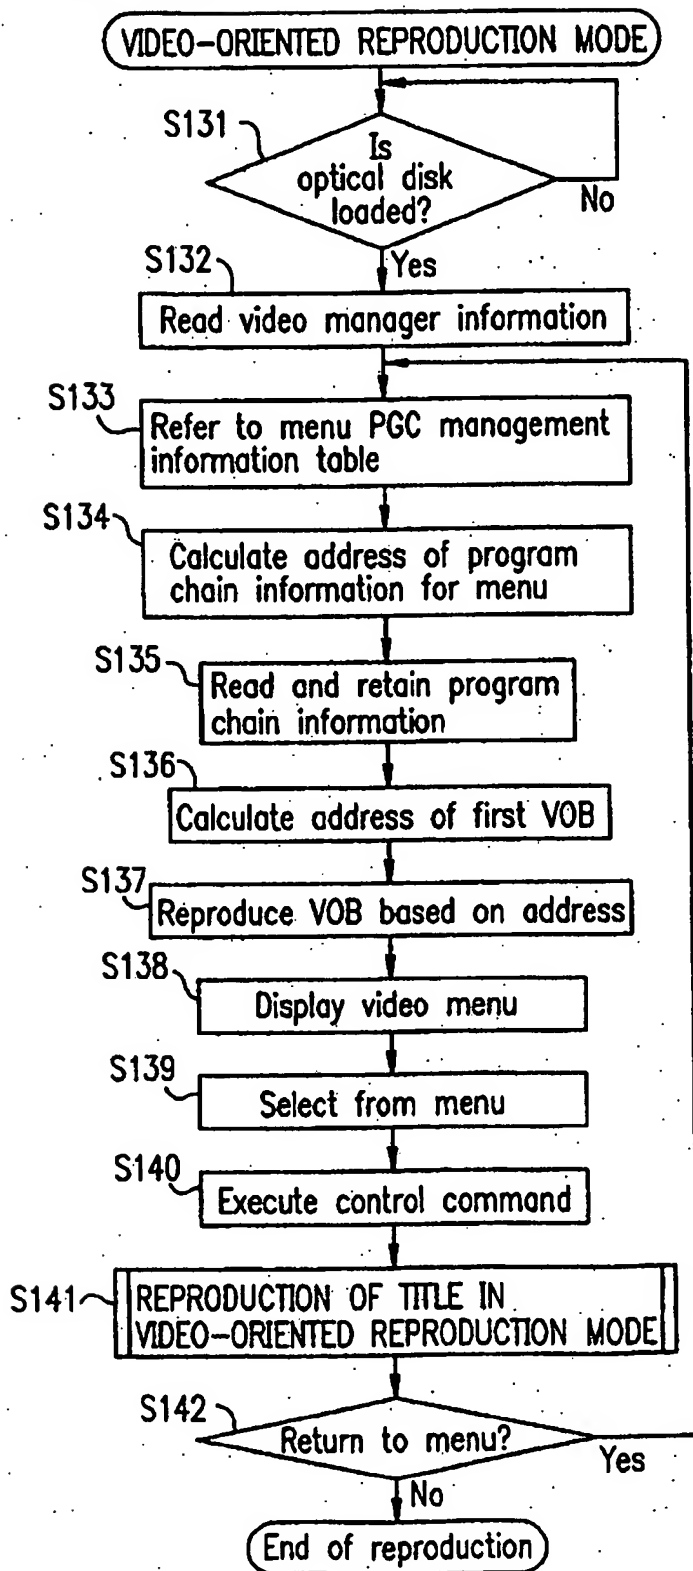 VIDEO-ORIENTED REPRODUCTION MODE
S131
Is
optical disk
loaded?
No
Yes
S132
Read video manager information
S133
Refer to menu PGC management
information table
S134
Calculate address of program
chain information for menu
S135
Read and retain program
chain information
S136
Calculate address of first VOB
S137
Reproduce VOB based on address
S138
Display video menu
S139
Select from menu
S140
Execute control command
S141
REPRODUCTION OF TITLE IN
VIDEO-ORIENTED REPRODUCTION MODE
S142
Return to menu?
Yes
No
End of reproduction